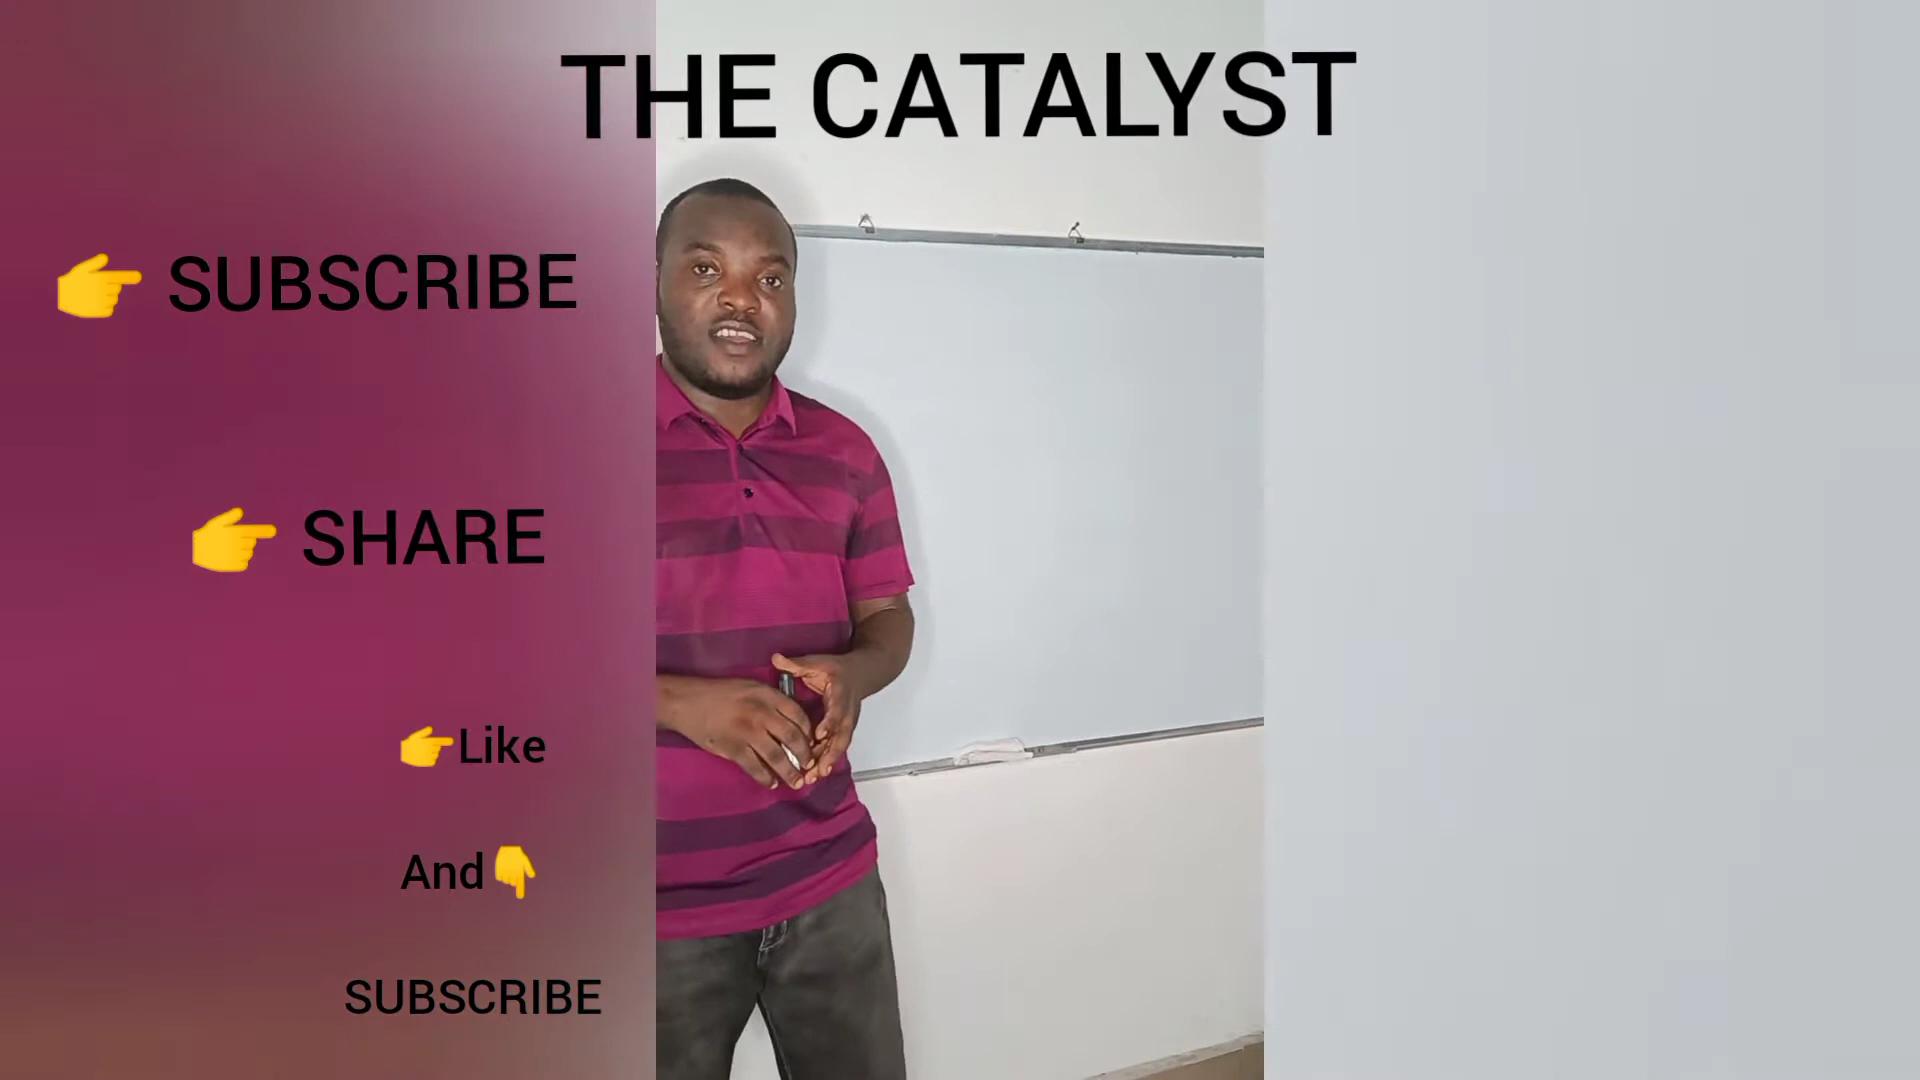 THE CATALYST
👉 SUBSCRIBE
👉 SHARE
👉Like
And👇
SUBSCRIBE